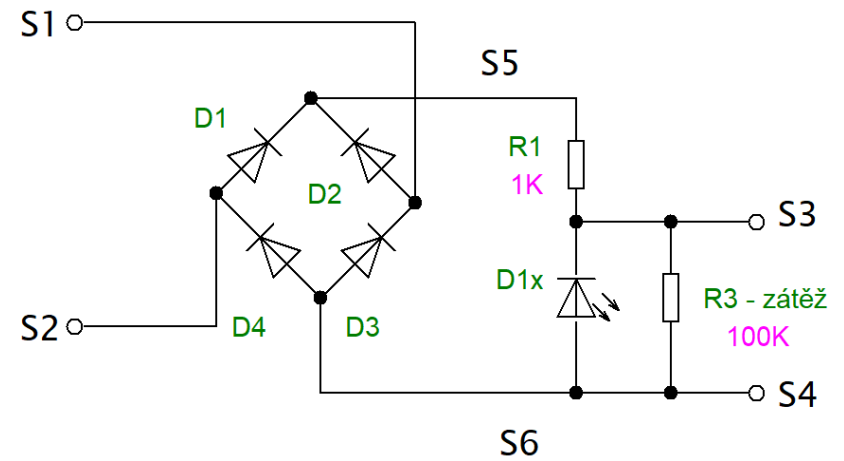 S1
S5
D1
R1
1K
D2
S3
D1x
R3 - zátěž
100K
S2
D4
D3
S4
S6